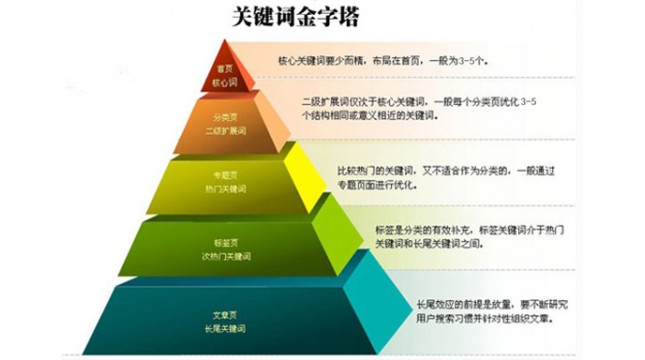 关键词金字塔
首页
核心词
核心关键词要少而精，布局在首页，一般为3-5个。
分类页
二级扩展词
二级扩展词仅次于核心关键词，一般每个分类页优化3-5
个结构相同或意义相近的关键词。
专题页
热门关键词
比较热门的关键词，又不适合作为分类的，一般通过
专题页面进行优化。
标签页
次热门关键词
标签是分类的有效补充，标签关键词介于热门
关键词和长尾关键词之间。
文章页
长尾关键词
长尾效应的前提是放量，要不断研究
用户搜索习惯并针对性组织文章。